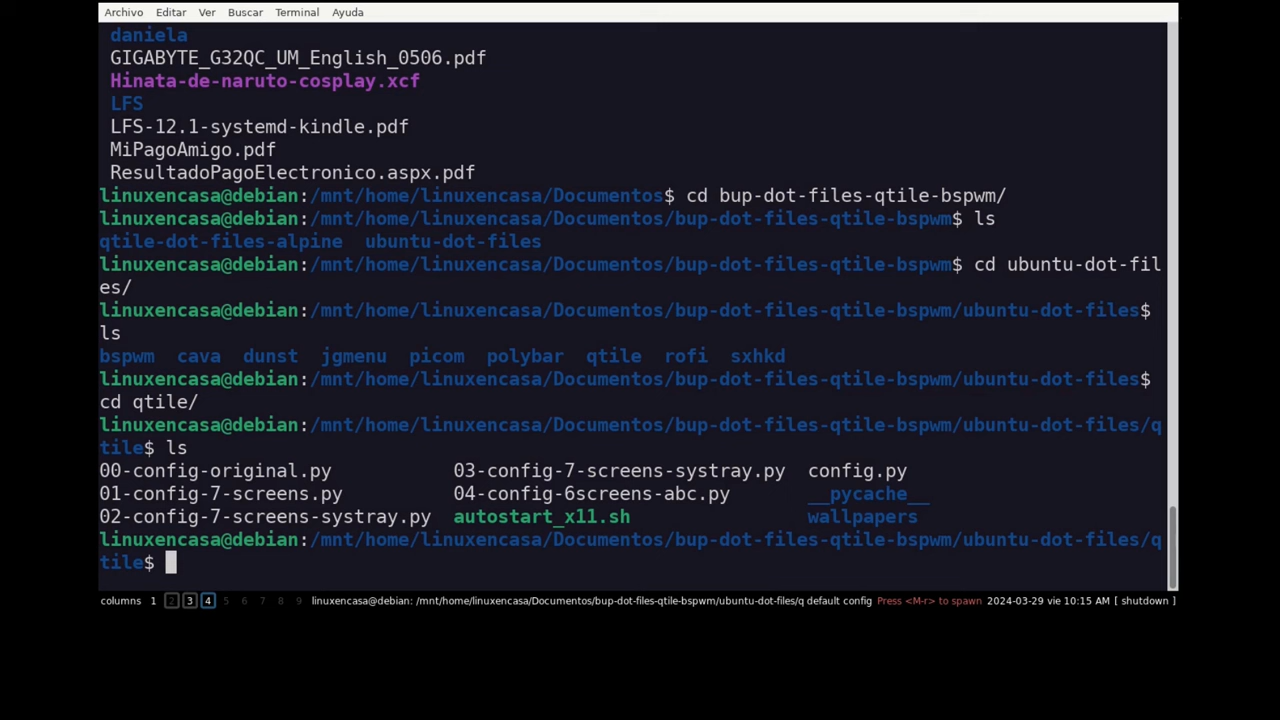 Archivo Editar Ver Buscar Terminal Ayuda
daniela
GIGABYTE_G32QC_UM_English_0506.pdf
Hinata-de-naruto-cosplay.xcf
LFS
LFS-12.1-systemd-kindle.pdf
MiPagoAmigo.pdf
ResultadoPagoElectronico.aspx.pdf
linuxencasa@debian:/mnt/home/linuxencasa/Documentos$ cd bup-dot-files-qtile-bspwm/
linuxencasa@debian:/mnt/home/linuxencasa/Documentos/bup-dot-files-qtile-bspwm$ ls
qtile-dot-files-alpine ubuntu-dot-files
linuxencasa@debian:/mnt/home/linuxencasa/Documentos/bup-dot-files-qtile-bspwm$ cd ubuntu-dot-fil
es/
linuxencasa@debian:/mnt/home/linuxencasa/Documentos/bup-dot-files-qtile-bspwm/ubuntu-dot-files$
ls
bspwm cava dunst jgmenu picom polybar qtile rofi sxhkd
linuxencasa@debian:/mnt/home/linuxencasa/Documentos/bup-dot-files-qtile-bspwm/ubuntu-dot-files$
cd qtile/
linuxencasa@debian:/mnt/home/linuxencasa/Documentos/bup-dot-files-qtile-bspwm/ubuntu-dot-files/q
tile$ ls
00-config-original.py 03-config-7-screens-systray.py config.py
01-config-7-screens.py 04-config-6screens-abc.py __pycache__
02-config-7-screens-systray.py autostart_x11.sh wallpapers
linuxencasa@debian:/mnt/home/linuxencasa/Documentos/bup-dot-files-qtile-bspwm/ubuntu-dot-files/q
tile$
columns 1 2 3 4 5 6 7 8 9 linuxencasa@debian: /mnt/home/linuxencasa/Documentos/bup-dot-files-qtile-bspwm/ubuntu-dot-files/q default config Press <M-r> to spawn 2024-03-29 vie 10:15 AM [ shutdown ]